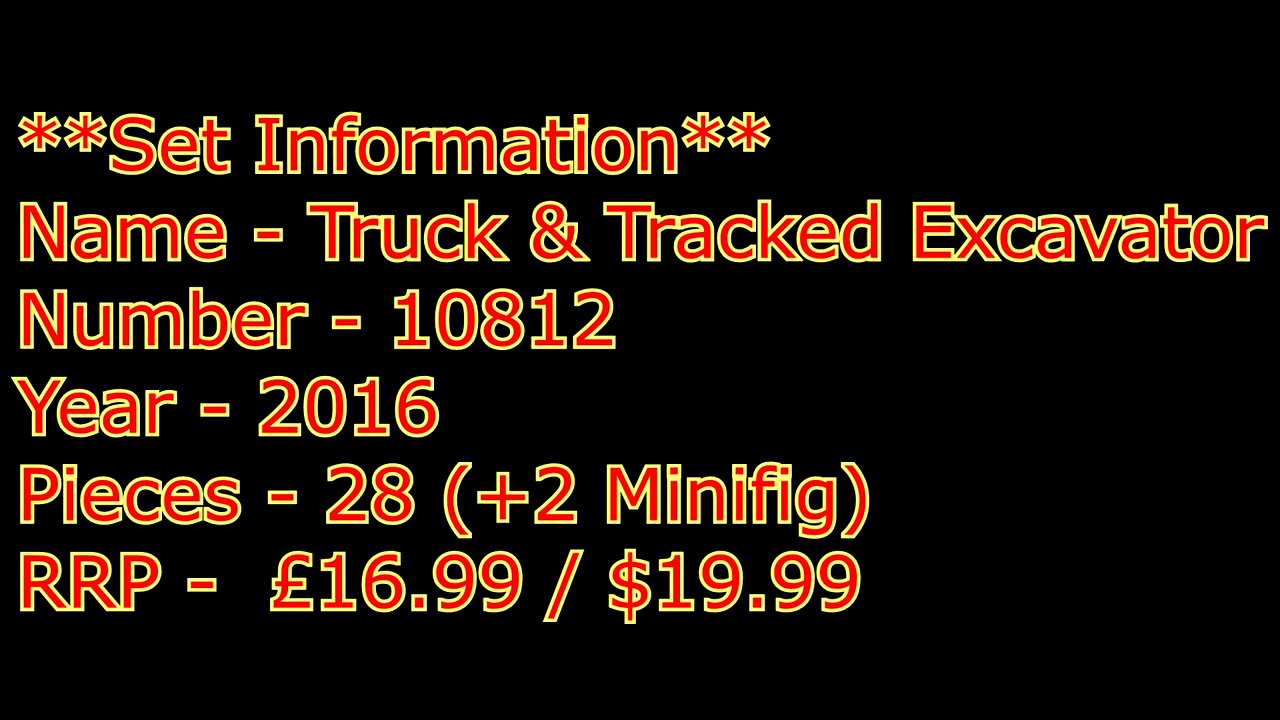 **Set Information**
Name - Truck & Tracked Excavator
Number - 10812
Year - 2016
Pieces - 28 (+2 Minifig)
RRP -  £16.99 / $19.99